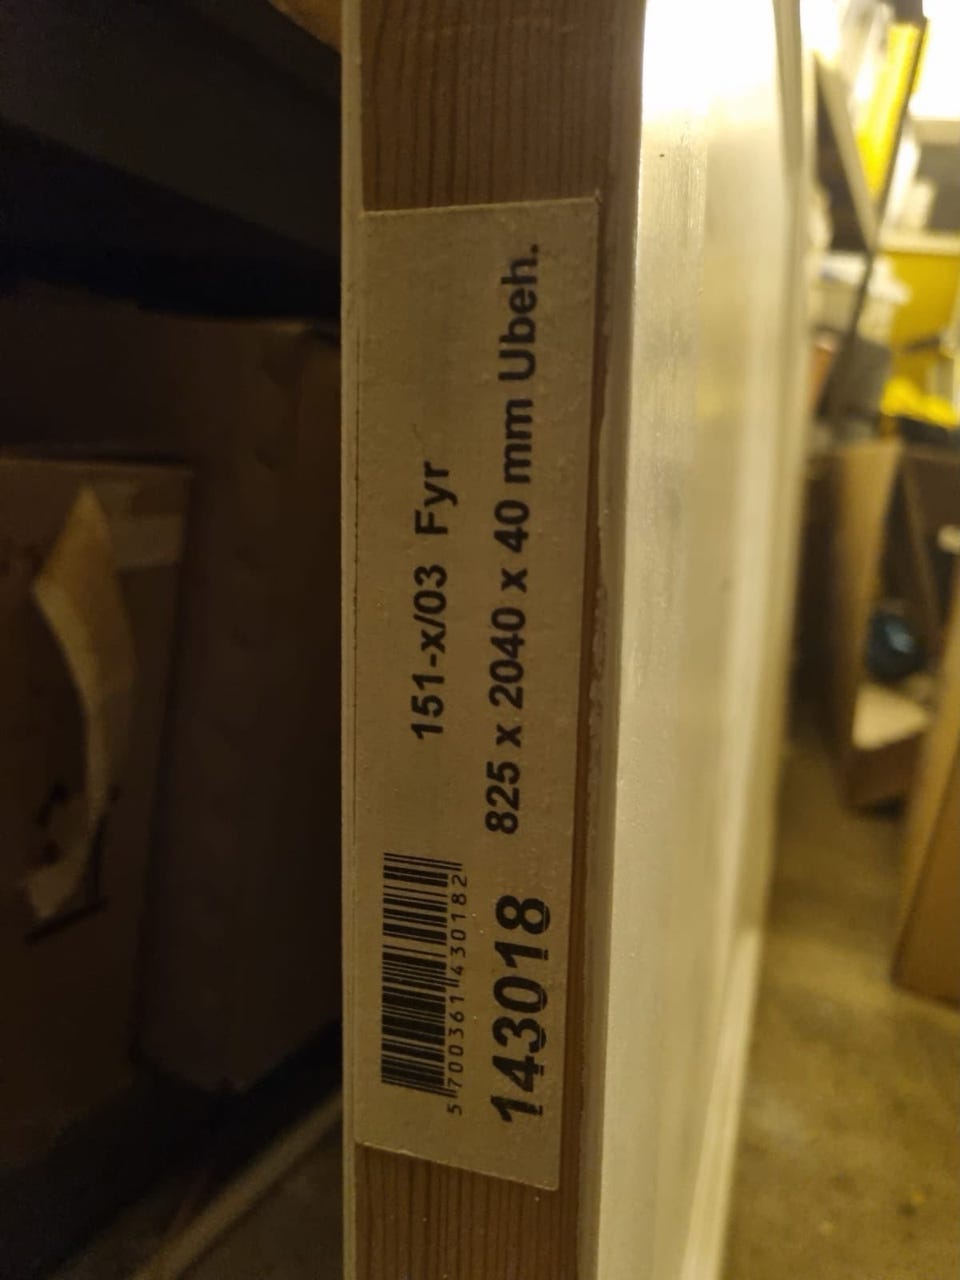 151-x/03 Fyr
825 x 2040 x 40 mm Ubeh.
5 700361 430182
143018